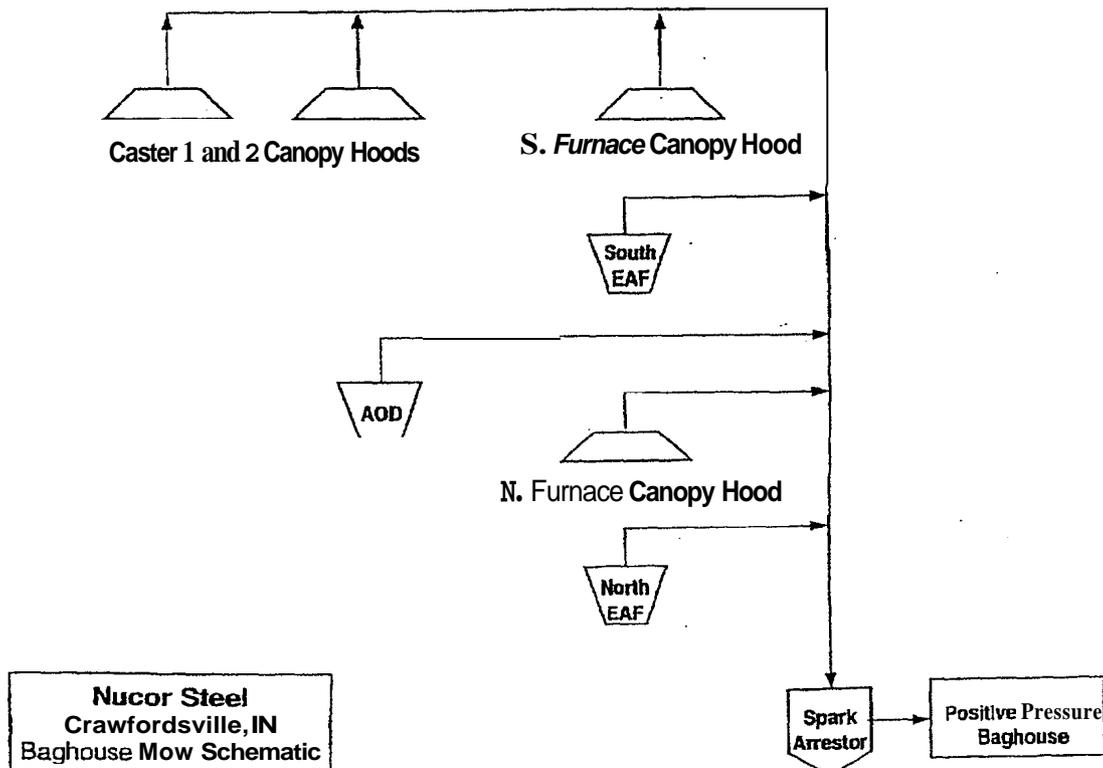 Caster 1 and 2 Canopy Hoods
S. Furnace Canopy Hood
South
EAF
AOD
N. Furnace Canopy Hood
North
EAF
Nucor Steel
Crawfordsville, IN
Baghouse Mow Schematic
Spark
Arrestor
Positive Pressure
Baghouse